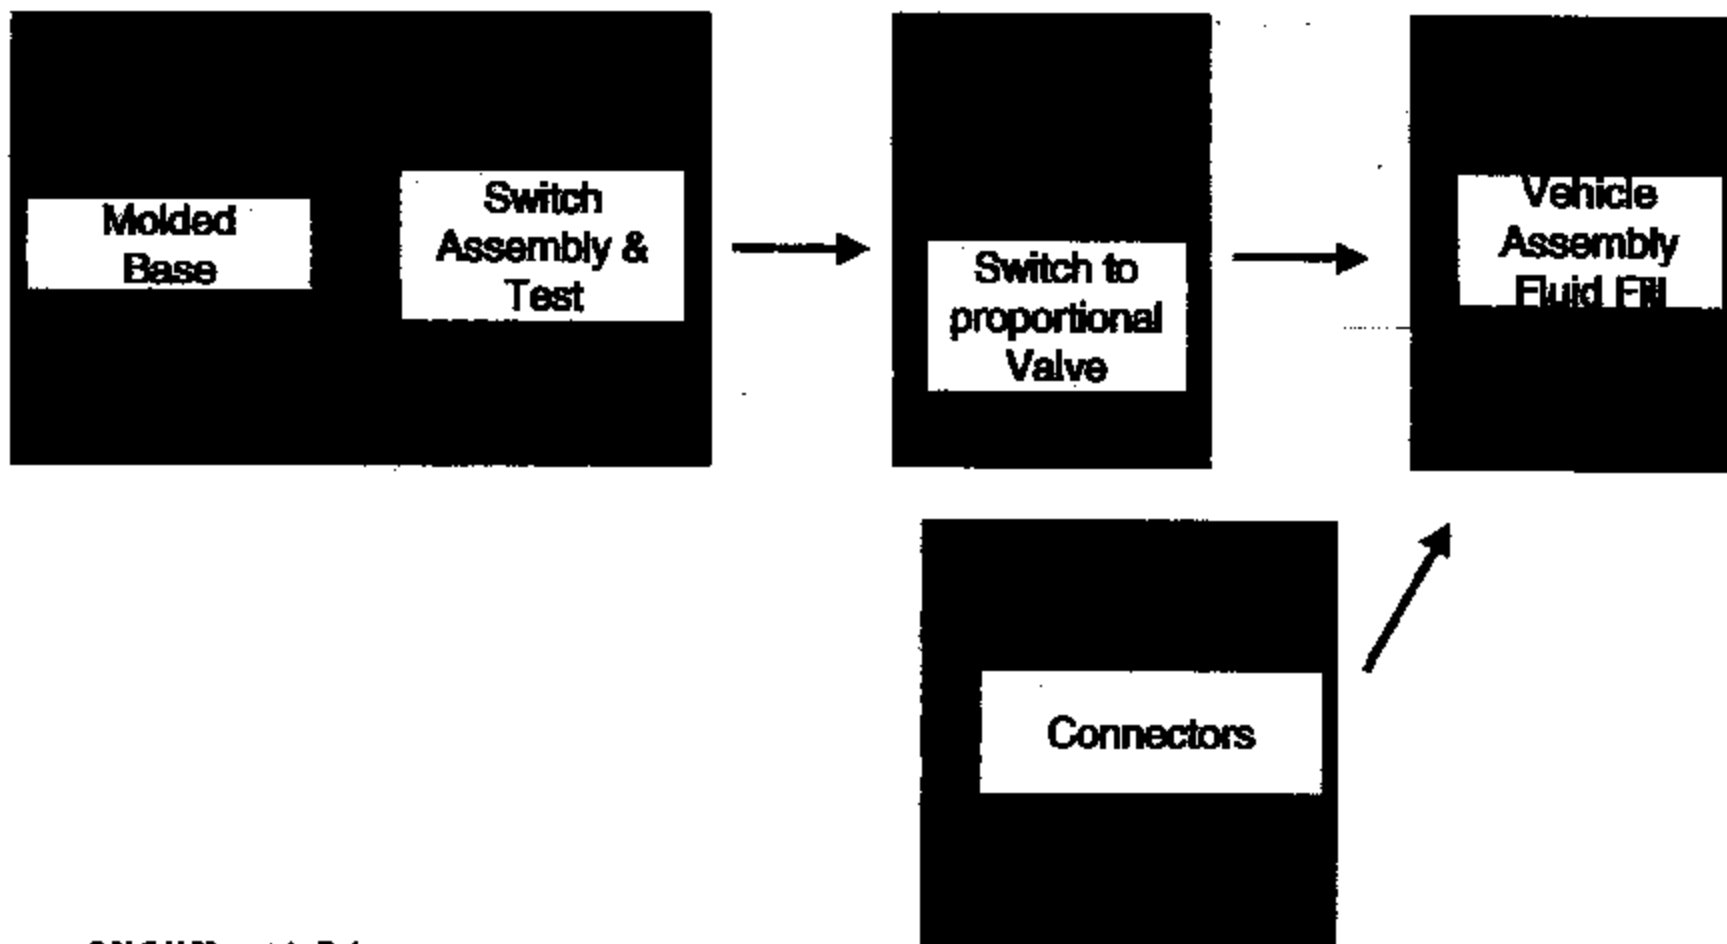 Molded
Base
Switch
Assembly &
Test
Switch to
proportional
Valve
Vehicle
Assembly
Fluid Fill
Connectors